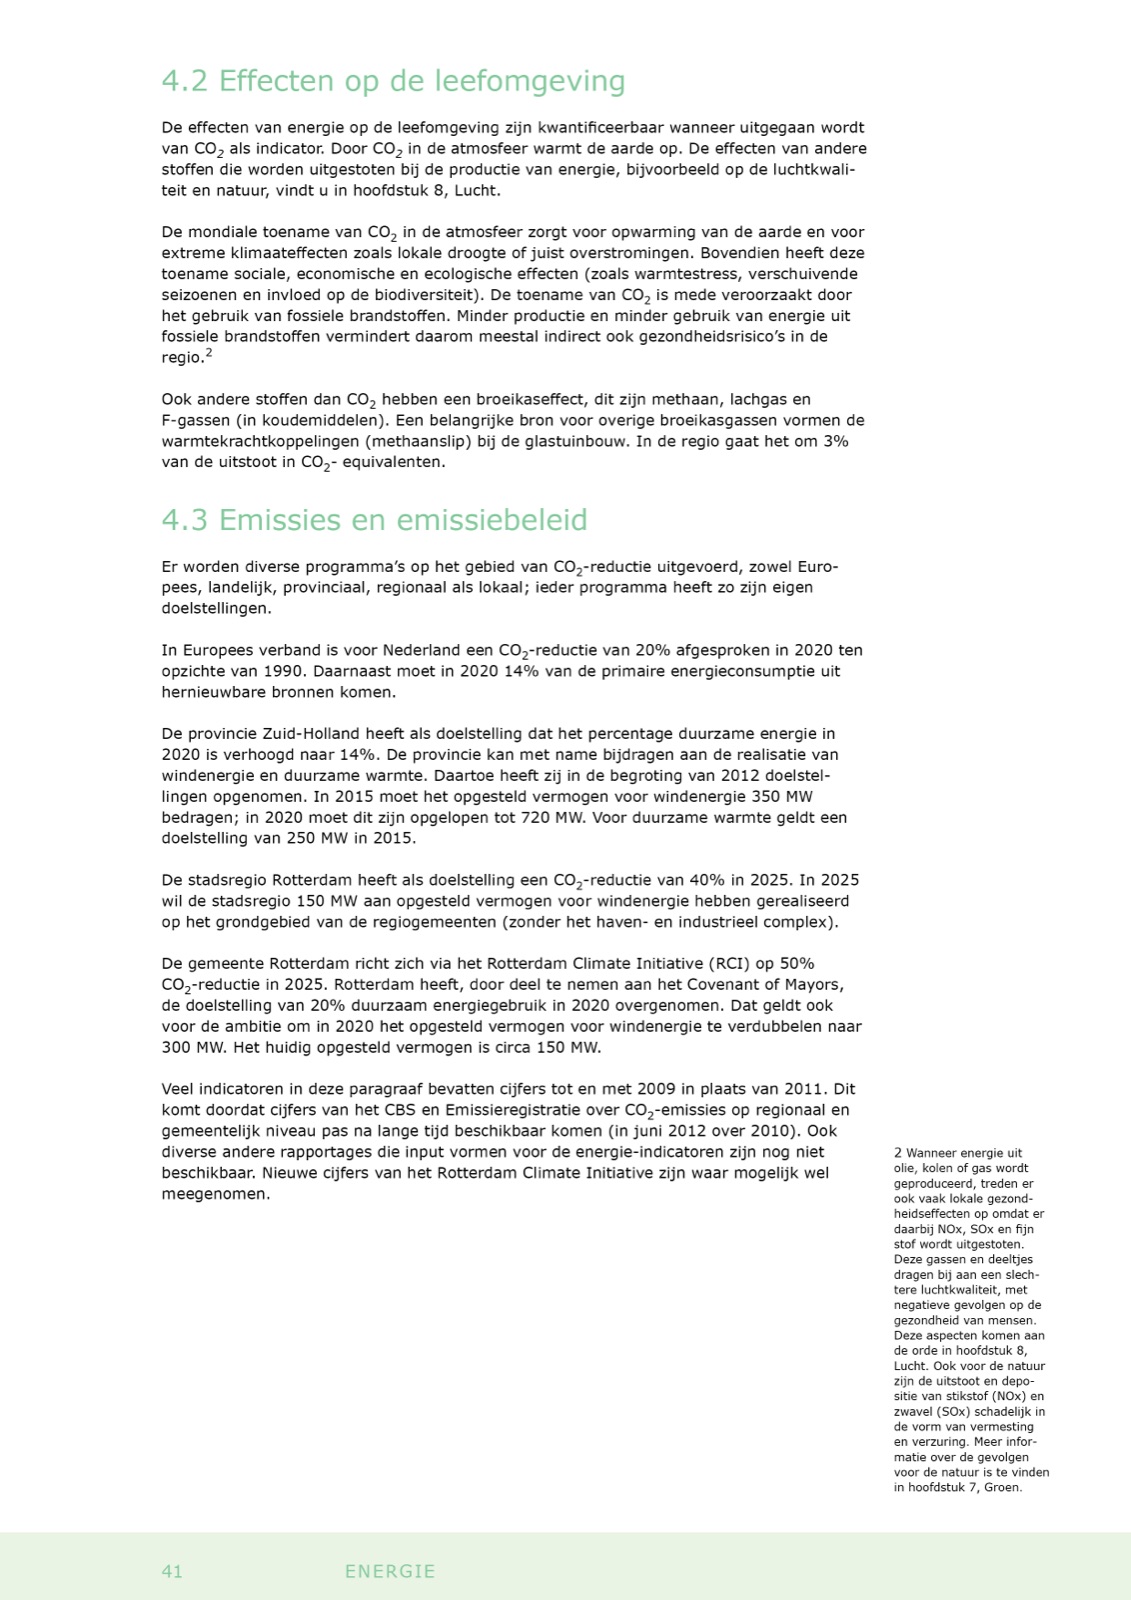 4.2 Effecten op de leefomgeving
De effecten van energie op de leefomgeving zijn kwantificeerbaar wanneer uitgegaan wordt
van CO₂ als indicator. Door CO₂ in de atmosfeer warmt de aarde op. De effecten van andere
stoffen die worden uitgestoten bij de productie van energie, bijvoorbeeld op de luchtkwali-
teit en natuur, vindt u in hoofdstuk 8, Lucht.
De mondiale toename van CO₂ in de atmosfeer zorgt voor opwarming van de aarde en voor
extreme klimaateffecten zoals lokale droogte of juist overstromingen. Bovendien heeft deze
toename sociale, economische en ecologische effecten (zoals warmtestress, verschuivende
seizoenen en invloed op de biodiversiteit). De toename van CO₂ is mede veroorzaakt door
het gebruik van fossiele brandstoffen. Minder productie en minder gebruik van energie uit
fossiele brandstoffen vermindert daarom meestal indirect ook gezondheidsrisico’s in de
regio.²
Ook andere stoffen dan CO₂ hebben een broeikaseffect, dit zijn methaan, lachgas en
F-gassen (in koudemiddelen). Een belangrijke bron voor overige broeikasgassen vormen de
warmtekrachtkoppelingen (methaanslip) bij de glastuinbouw. In de regio gaat het om 3%
van de uitstoot in CO₂- equivalenten.
4.3 Emissies en emissiebeleid
Er worden diverse programma’s op het gebied van CO₂-reductie uitgevoerd, zowel Euro-
pees, landelijk, provinciaal, regionaal als lokaal; ieder programma heeft zo zijn eigen
doelstellingen.
In Europees verband is voor Nederland een CO₂-reductie van 20% afgesproken in 2020 ten
opzichte van 1990. Daarnaast moet in 2020 14% van de primaire energieconsumptie uit
hernieuwbare bronnen komen.
De provincie Zuid-Holland heeft als doelstelling dat het percentage duurzame energie in
2020 is verhoogd naar 14%. De provincie kan met name bijdragen aan de realisatie van
windenergie en duurzame warmte. Daartoe heeft zij in de begroting van 2012 doelstel-
lingen opgenomen. In 2015 moet het opgesteld vermogen voor windenergie 350 MW
bedragen; in 2020 moet dit zijn opgelopen tot 720 MW. Voor duurzame warmte geldt een
doelstelling van 250 MW in 2015.
De stadsregio Rotterdam heeft als doelstelling een CO₂-reductie van 40% in 2025. In 2025
wil de stadsregio 150 MW aan opgesteld vermogen voor windenergie hebben gerealiseerd
op het grondgebied van de regiogemeenten (zonder het haven- en industrieel complex).
De gemeente Rotterdam richt zich via het Rotterdam Climate Initiative (RCI) op 50%
CO₂-reductie in 2025. Rotterdam heeft, door deel te nemen aan het Covenant of Mayors,
de doelstelling van 20% duurzaam energiegebruik in 2020 overgenomen. Dat geldt ook
voor de ambitie om in 2020 het opgesteld vermogen voor windenergie te verdubbelen naar
300 MW. Het huidig opgesteld vermogen is circa 150 MW.
Veel indicatoren in deze paragraaf bevatten cijfers tot en met 2009 in plaats van 2011. Dit
komt doordat cijfers van het CBS en Emissieregistratie over CO₂-emissies op regionaal en
gemeentelijk niveau pas na lange tijd beschikbaar komen (in juni 2012 over 2010). Ook
diverse andere rapportages die input vormen voor de energie-indicatoren zijn nog niet
beschikbaar. Nieuwe cijfers van het Rotterdam Climate Initiative zijn waar mogelijk wel
meegenomen.
2 Wanneer energie uit
olie, kolen of gas wordt
geproduceerd, treden er
ook vaak lokale gezond-
heidseffecten op omdat er
daarbij NOx, SOx en fijn
stof wordt uitgestoten.
Deze gassen en deeltjes
dragen bij aan een slech-
tere luchtkwaliteit, met
negatieve gevolgen op de
gezondheid van mensen.
Deze aspecten komen aan
de orde in hoofdstuk 8,
Lucht. Ook voor de natuur
zijn de uitstoot en depo-
sitie van stikstof (NOx) en
zwavel (SOx) schadelijk in
de vorm van vermesting
en verzuring. Meer infor-
matie over de gevolgen
voor de natuur is te vinden
in hoofdstuk 7, Groen.
41 ENERGIE